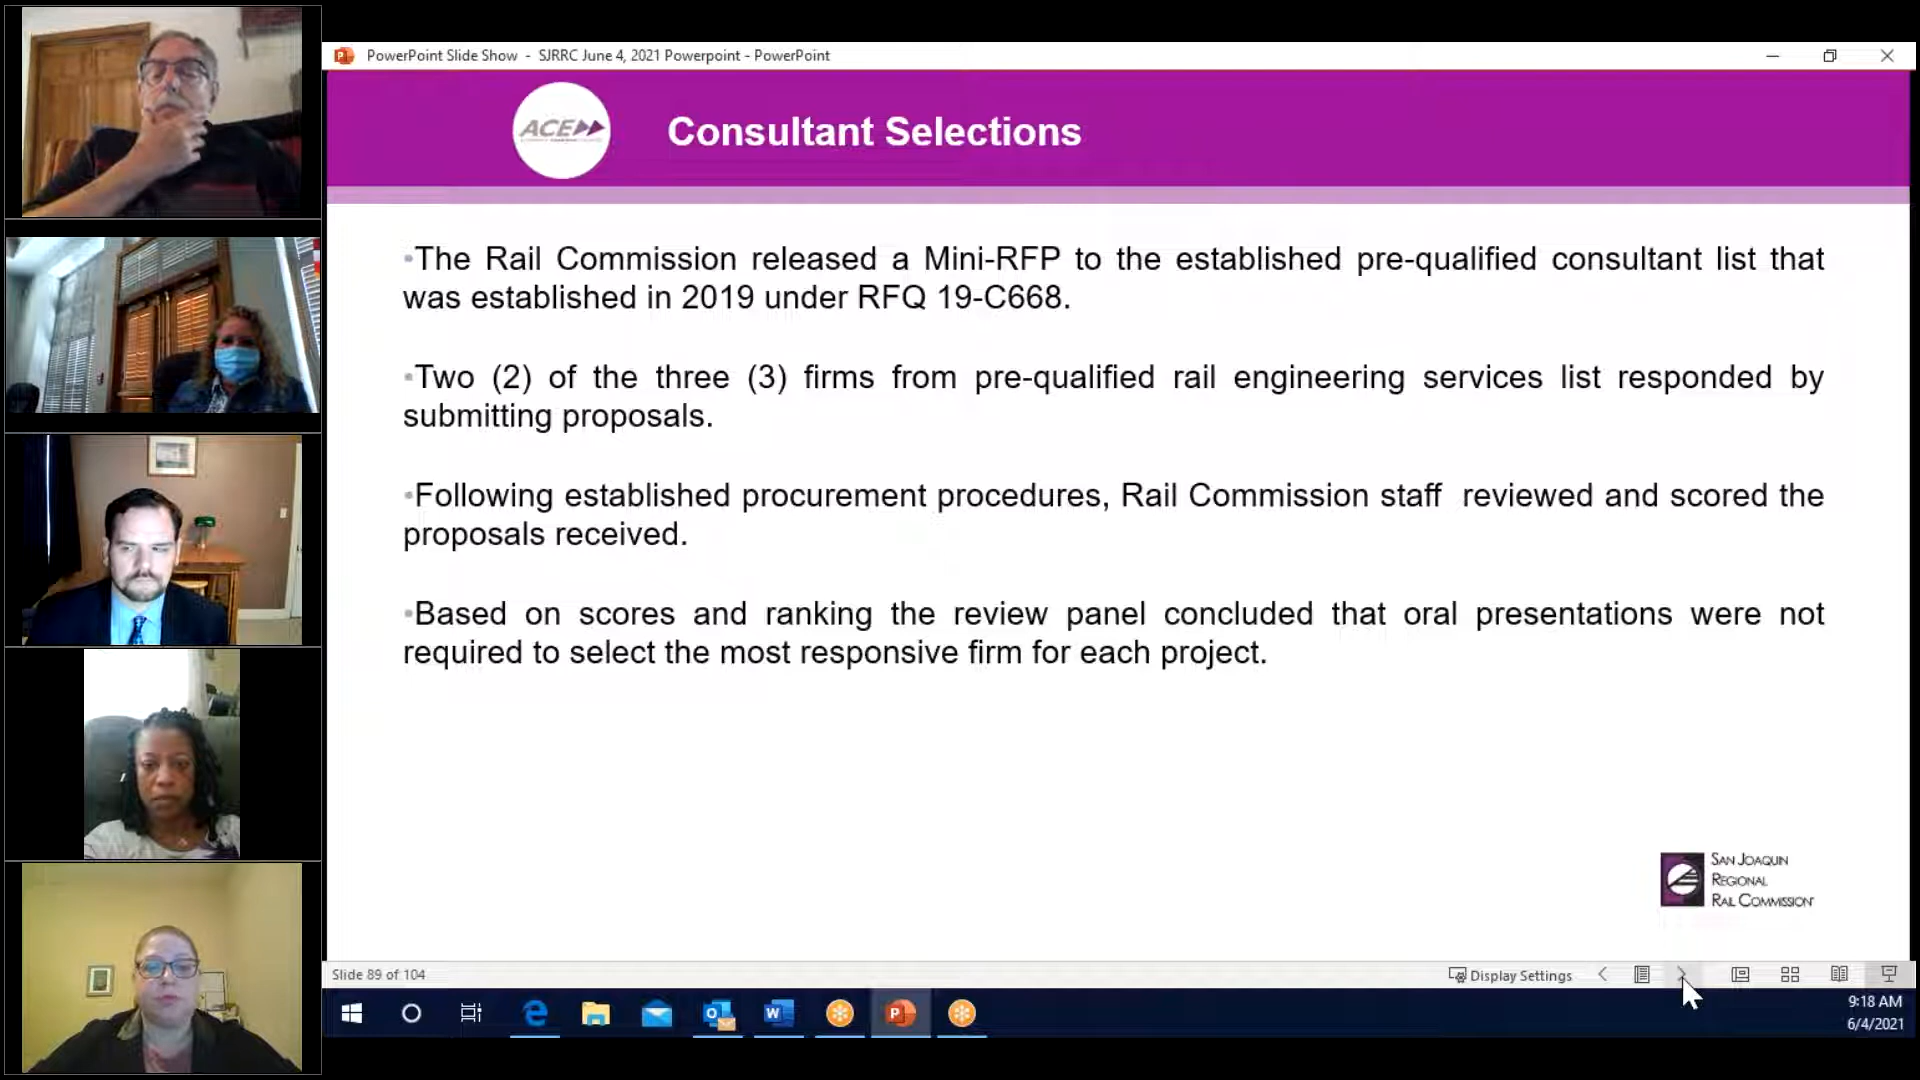 PowerPoint Slide Show - SJRRC June 4, 2021 Powerpoint - PowerPoint
ACE
Consultant Selections
•The Rail Commission released a Mini-RFP to the established pre-qualified consultant list that
was established in 2019 under RFQ 19-C668.
•Two (2) of the three (3) firms from pre-qualified rail engineering services list responded by
submitting proposals.
•Following established procurement procedures, Rail Commission staff reviewed and scored the
proposals received.
•Based on scores and ranking the review panel concluded that oral presentations were not
required to select the most responsive firm for each project.
SAN JOAQUIN
REGIONAL
RAIL COMMISSION
Slide 89 of 104
Display Settings
9:18 AM
6/4/2021